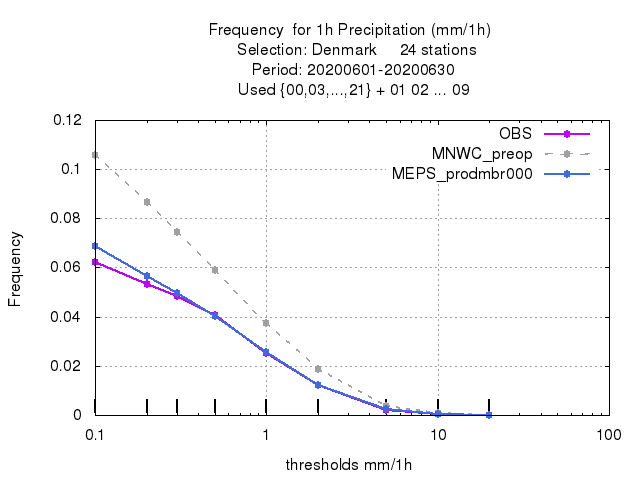 Frequency  for 1h Precipitation (mm/1h)
Selection: Denmark     24 stations
Period: 20200601-20200630
Used {00,03,...,21} + 01 02 ... 09
OBS
MNWC_preop
MEPS_prodmbr000
0.12
0.1
0.08
0.06
0.04
0.02
0
Frequency
0.1 1 10 100
thresholds mm/1h